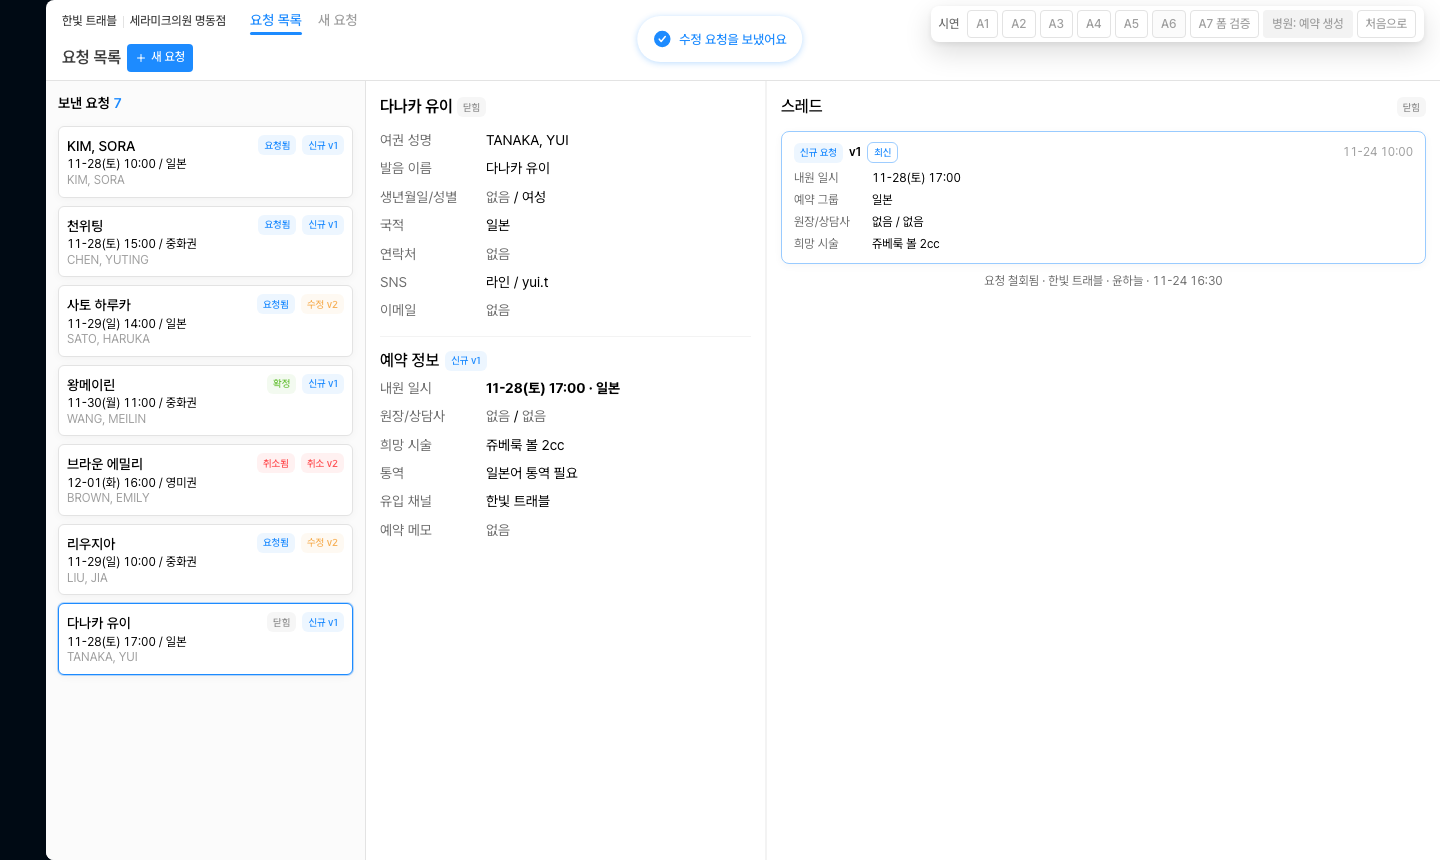 한빛 트래블 | 세라미크의원 명동점 요청 목록 새 요청
수정 요청을 보냈어요
시연 A1 A2 A3 A4 A5 A6 A7 폼 검증 병원: 예약 생성 처음으로
요청 목록 + 새 요청
보낸 요청 7
KIM, SORA 요청됨 신규 v1
11-28(토) 10:00 / 일본
KIM, SORA
천위팅 요청됨 신규 v1
11-28(토) 15:00 / 중화권
CHEN, YUTING
사토 하루카 요청됨 수정 v2
11-29(일) 14:00 / 일본
SATO, HARUKA
왕메이린 확정 신규 v1
11-30(월) 11:00 / 중화권
WANG, MEILIN
브라운 에밀리 취소됨 취소 v2
12-01(화) 16:00 / 영미권
BROWN, EMILY
리우지아 요청됨 수정 v2
11-29(일) 10:00 / 중화권
LIU, JIA
다나카 유이 닫힘 신규 v1
11-28(토) 17:00 / 일본
TANAKA, YUI
다나카 유이 닫힘
여권 성명 TANAKA, YUI
발음 이름 다나카 유이
생년월일/성별 없음 / 여성
국적 일본
연락처 없음
SNS 라인 / yui.t
이메일 없음
예약 정보 신규 v1
내원 일시 11-28(토) 17:00 · 일본
원장/상담사 없음 / 없음
희망 시술 쥬베룩 볼 2cc
통역 일본어 통역 필요
유입 채널 한빛 트래블
예약 메모 없음
스레드 닫힘
신규 요청 v1 최신 11-24 10:00
내원 일시 11-28(토) 17:00
예약 그룹 일본
원장/상담사 없음 / 없음
희망 시술 쥬베룩 볼 2cc
요청 철회됨 · 한빛 트래블 · 윤하늘 · 11-24 16:30